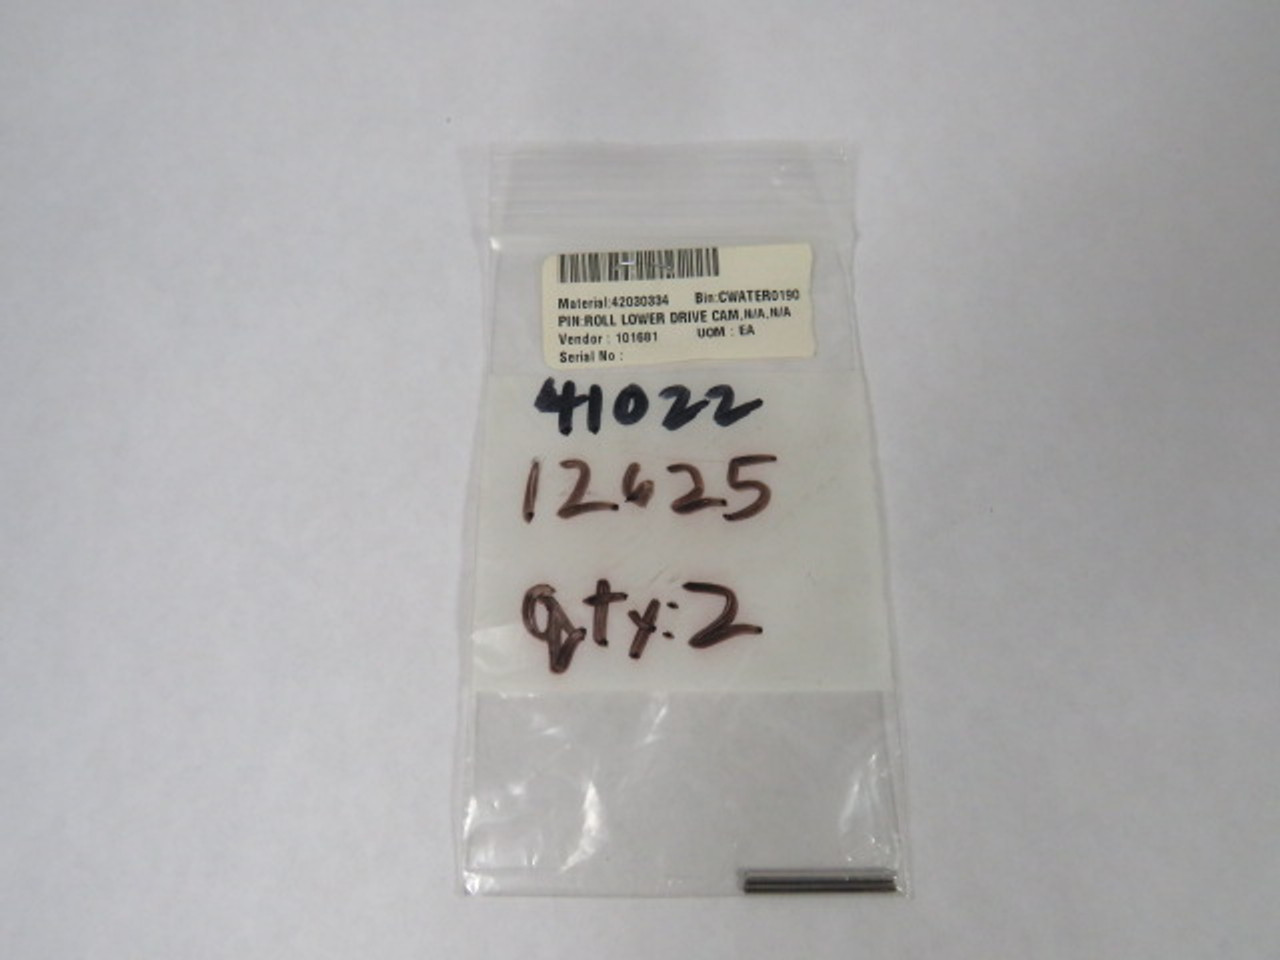 Material:42030334 Bin:CWATER0190
PIN:ROLL LOWER DRIVE CAM,N/A,N/A
Vendor : 101681 UOM : EA
Serial No :
41022
12625
qty:2